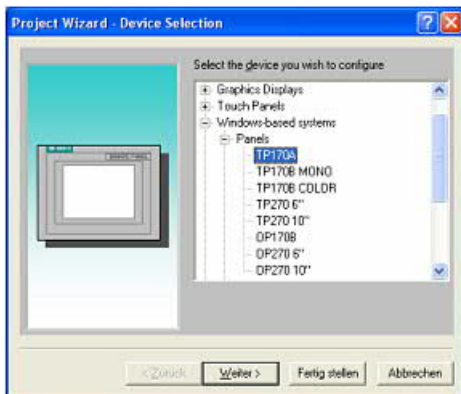 Project Wizard - Device Selection
Select the device you wish to configure
Graphics Displays
Touch Panels
Windows-based systems
Panels
TP170A
TP170B MONO
TP170B COLOR
TP270 6"
TP270 10"
OP170B
OP270 6"
OP270 10"
< Zurück
Weiter >
Fertig stellen
Abbrechen